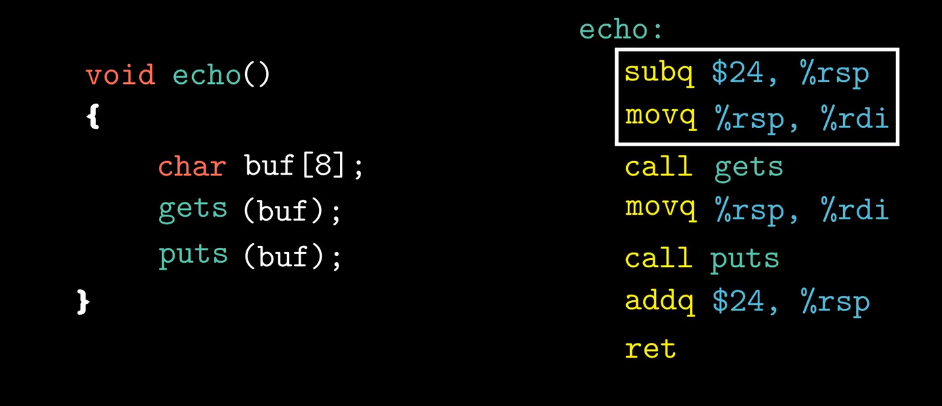 void echo()
{
char buf[8];
gets (buf);
puts (buf);
}
echo:
subq $24, %rsp
movq %rsp, %rdi
call gets
movq %rsp, %rdi
call puts
addq $24, %rsp
ret